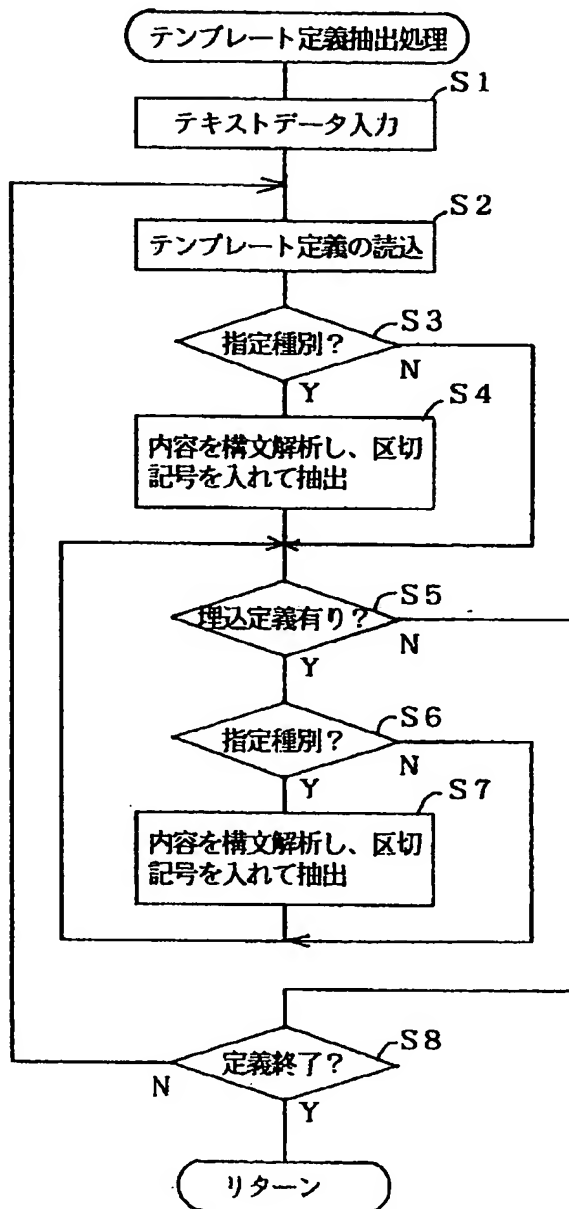 テンプレート定義抽出処理
S1
テキストデータ入力
S2
テンプレート定義の読込
S3
指定種別?
N
Y
S4
内容を構文解析し、区切
記号を入れて抽出
S5
埋込定義有り?
N
Y
S6
指定種別?
N
Y
S7
内容を構文解析し、区切
記号を入れて抽出
S8
定義終了?
N
Y
リターン